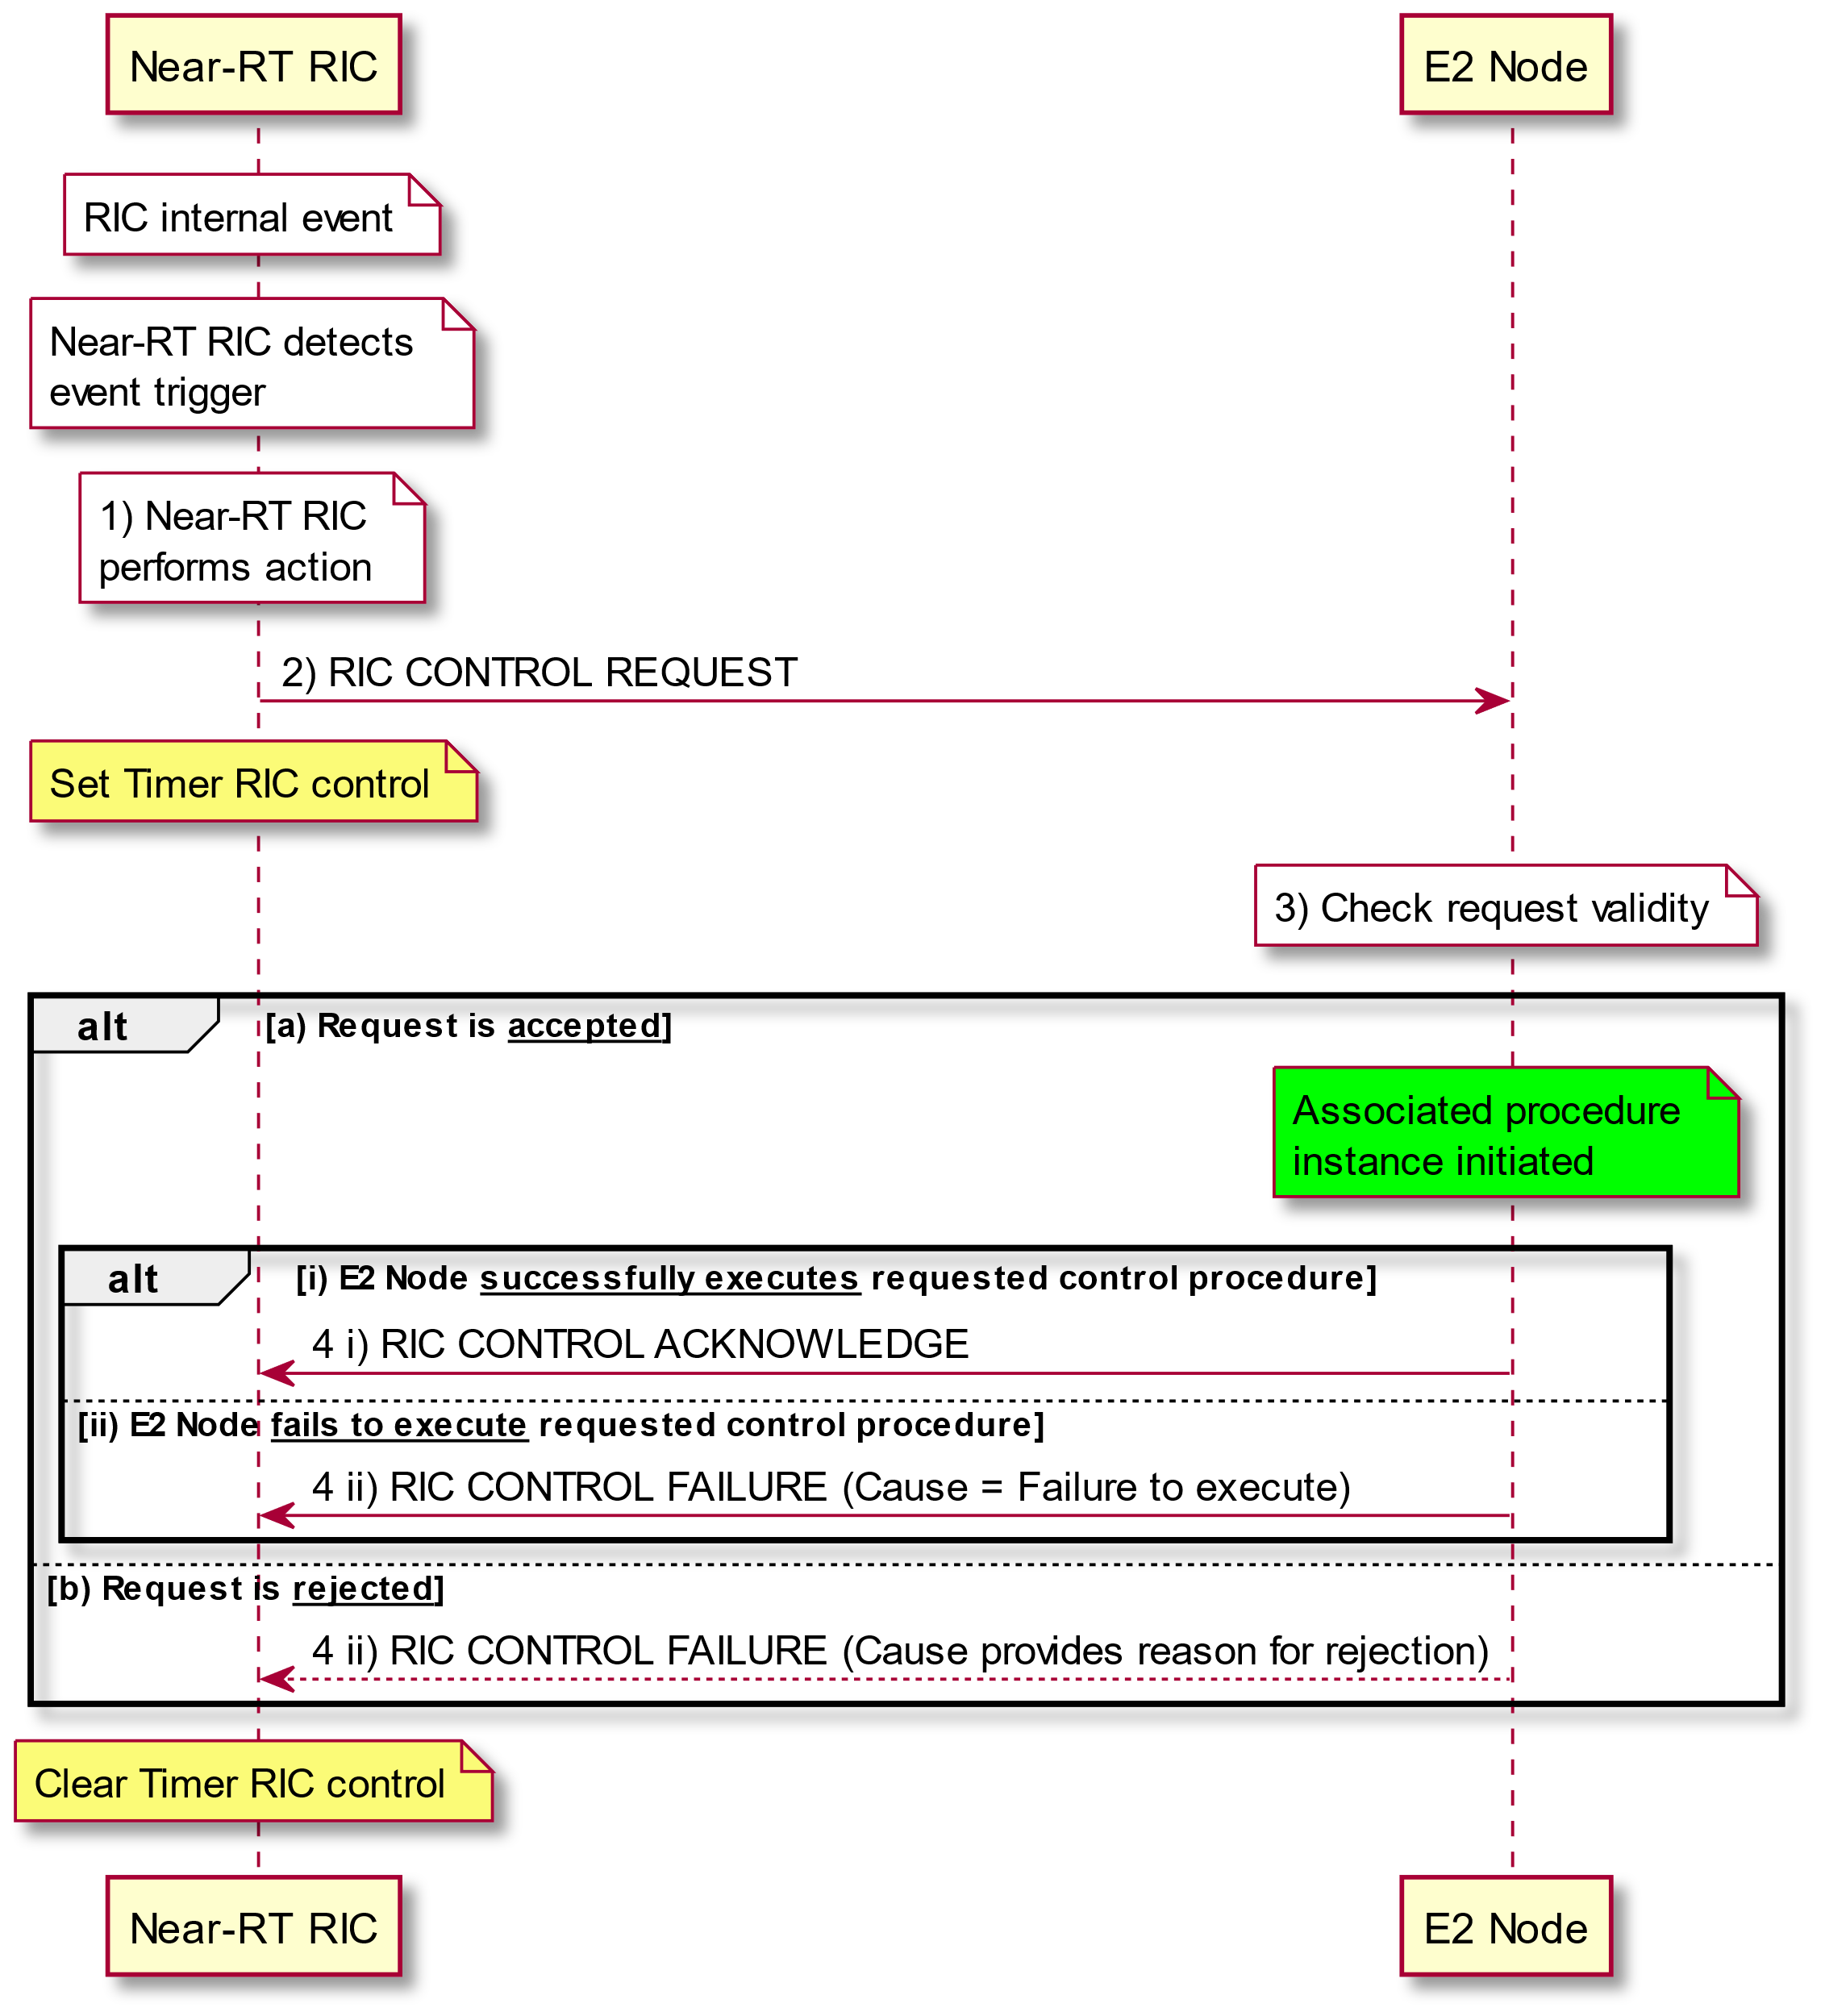 Near-RT RIC
E2 Node
RIC internal event
Near-RT RIC detects
event trigger
1) Near-RT RIC
performs action
2) RIC CONTROL REQUEST
Set Timer RIC control
3) Check request validity
alt
[a) Request is accepted]
Associated procedure
instance initiated
alt
[i) E2 Node successfully executes requested control procedure]
4 i) RIC CONTROL ACKNOWLEDGE
[ii) E2 Node fails to execute requested control procedure]
4 ii) RIC CONTROL FAILURE (Cause = Failure to execute)
[b) Request is rejected]
4 ii) RIC CONTROL FAILURE (Cause provides reason for rejection)
Clear Timer RIC control
Near-RT RIC
E2 Node